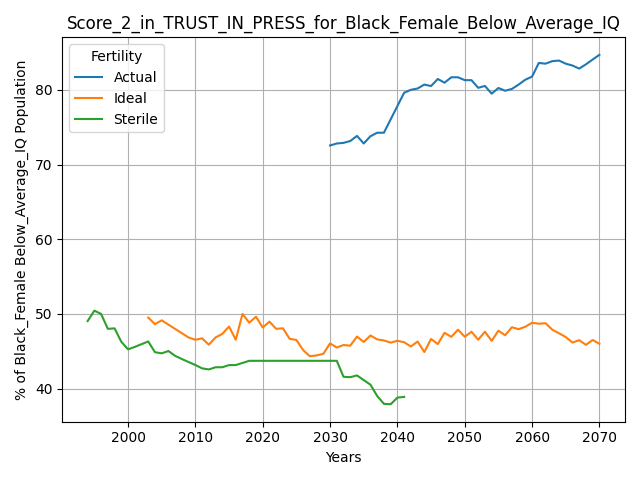 Score_2_in_TRUST_IN_PRESS_for_Black_Female_Below_Average_IQ
% of Black_Female Below_Average_IQ Population
Fertility
Actual
Ideal
Sterile
80
70
60
50
40
2000
2010
2020
2030
2040
2050
2060
2070
Years